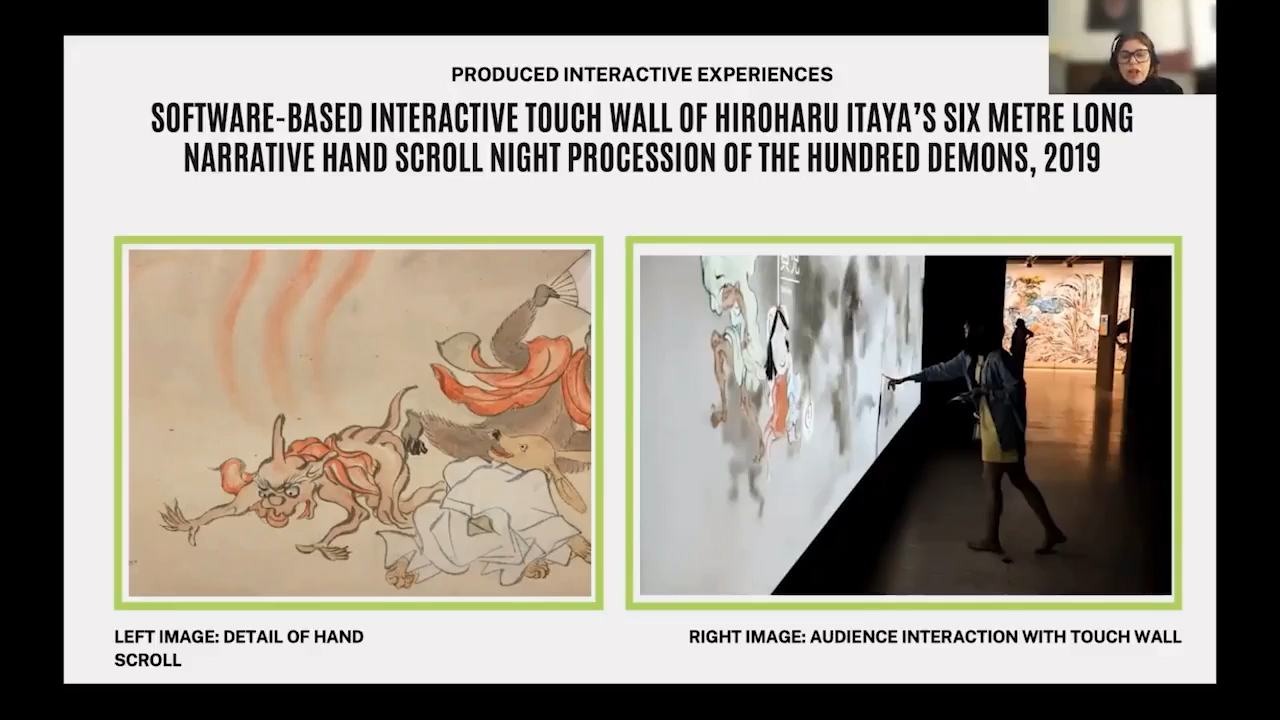 PRODUCED INTERACTIVE EXPERIENCES
SOFTWARE-BASED INTERACTIVE TOUCH WALL OF HIROHARU ITAYA'S SIX METRE LONG
NARRATIVE HAND SCROLL NIGHT PROCESSION OF THE HUNDRED DEMONS, 2019
LEFT IMAGE: DETAIL OF HAND
SCROLL
RIGHT IMAGE: AUDIENCE INTERACTION WITH TOUCH WALL